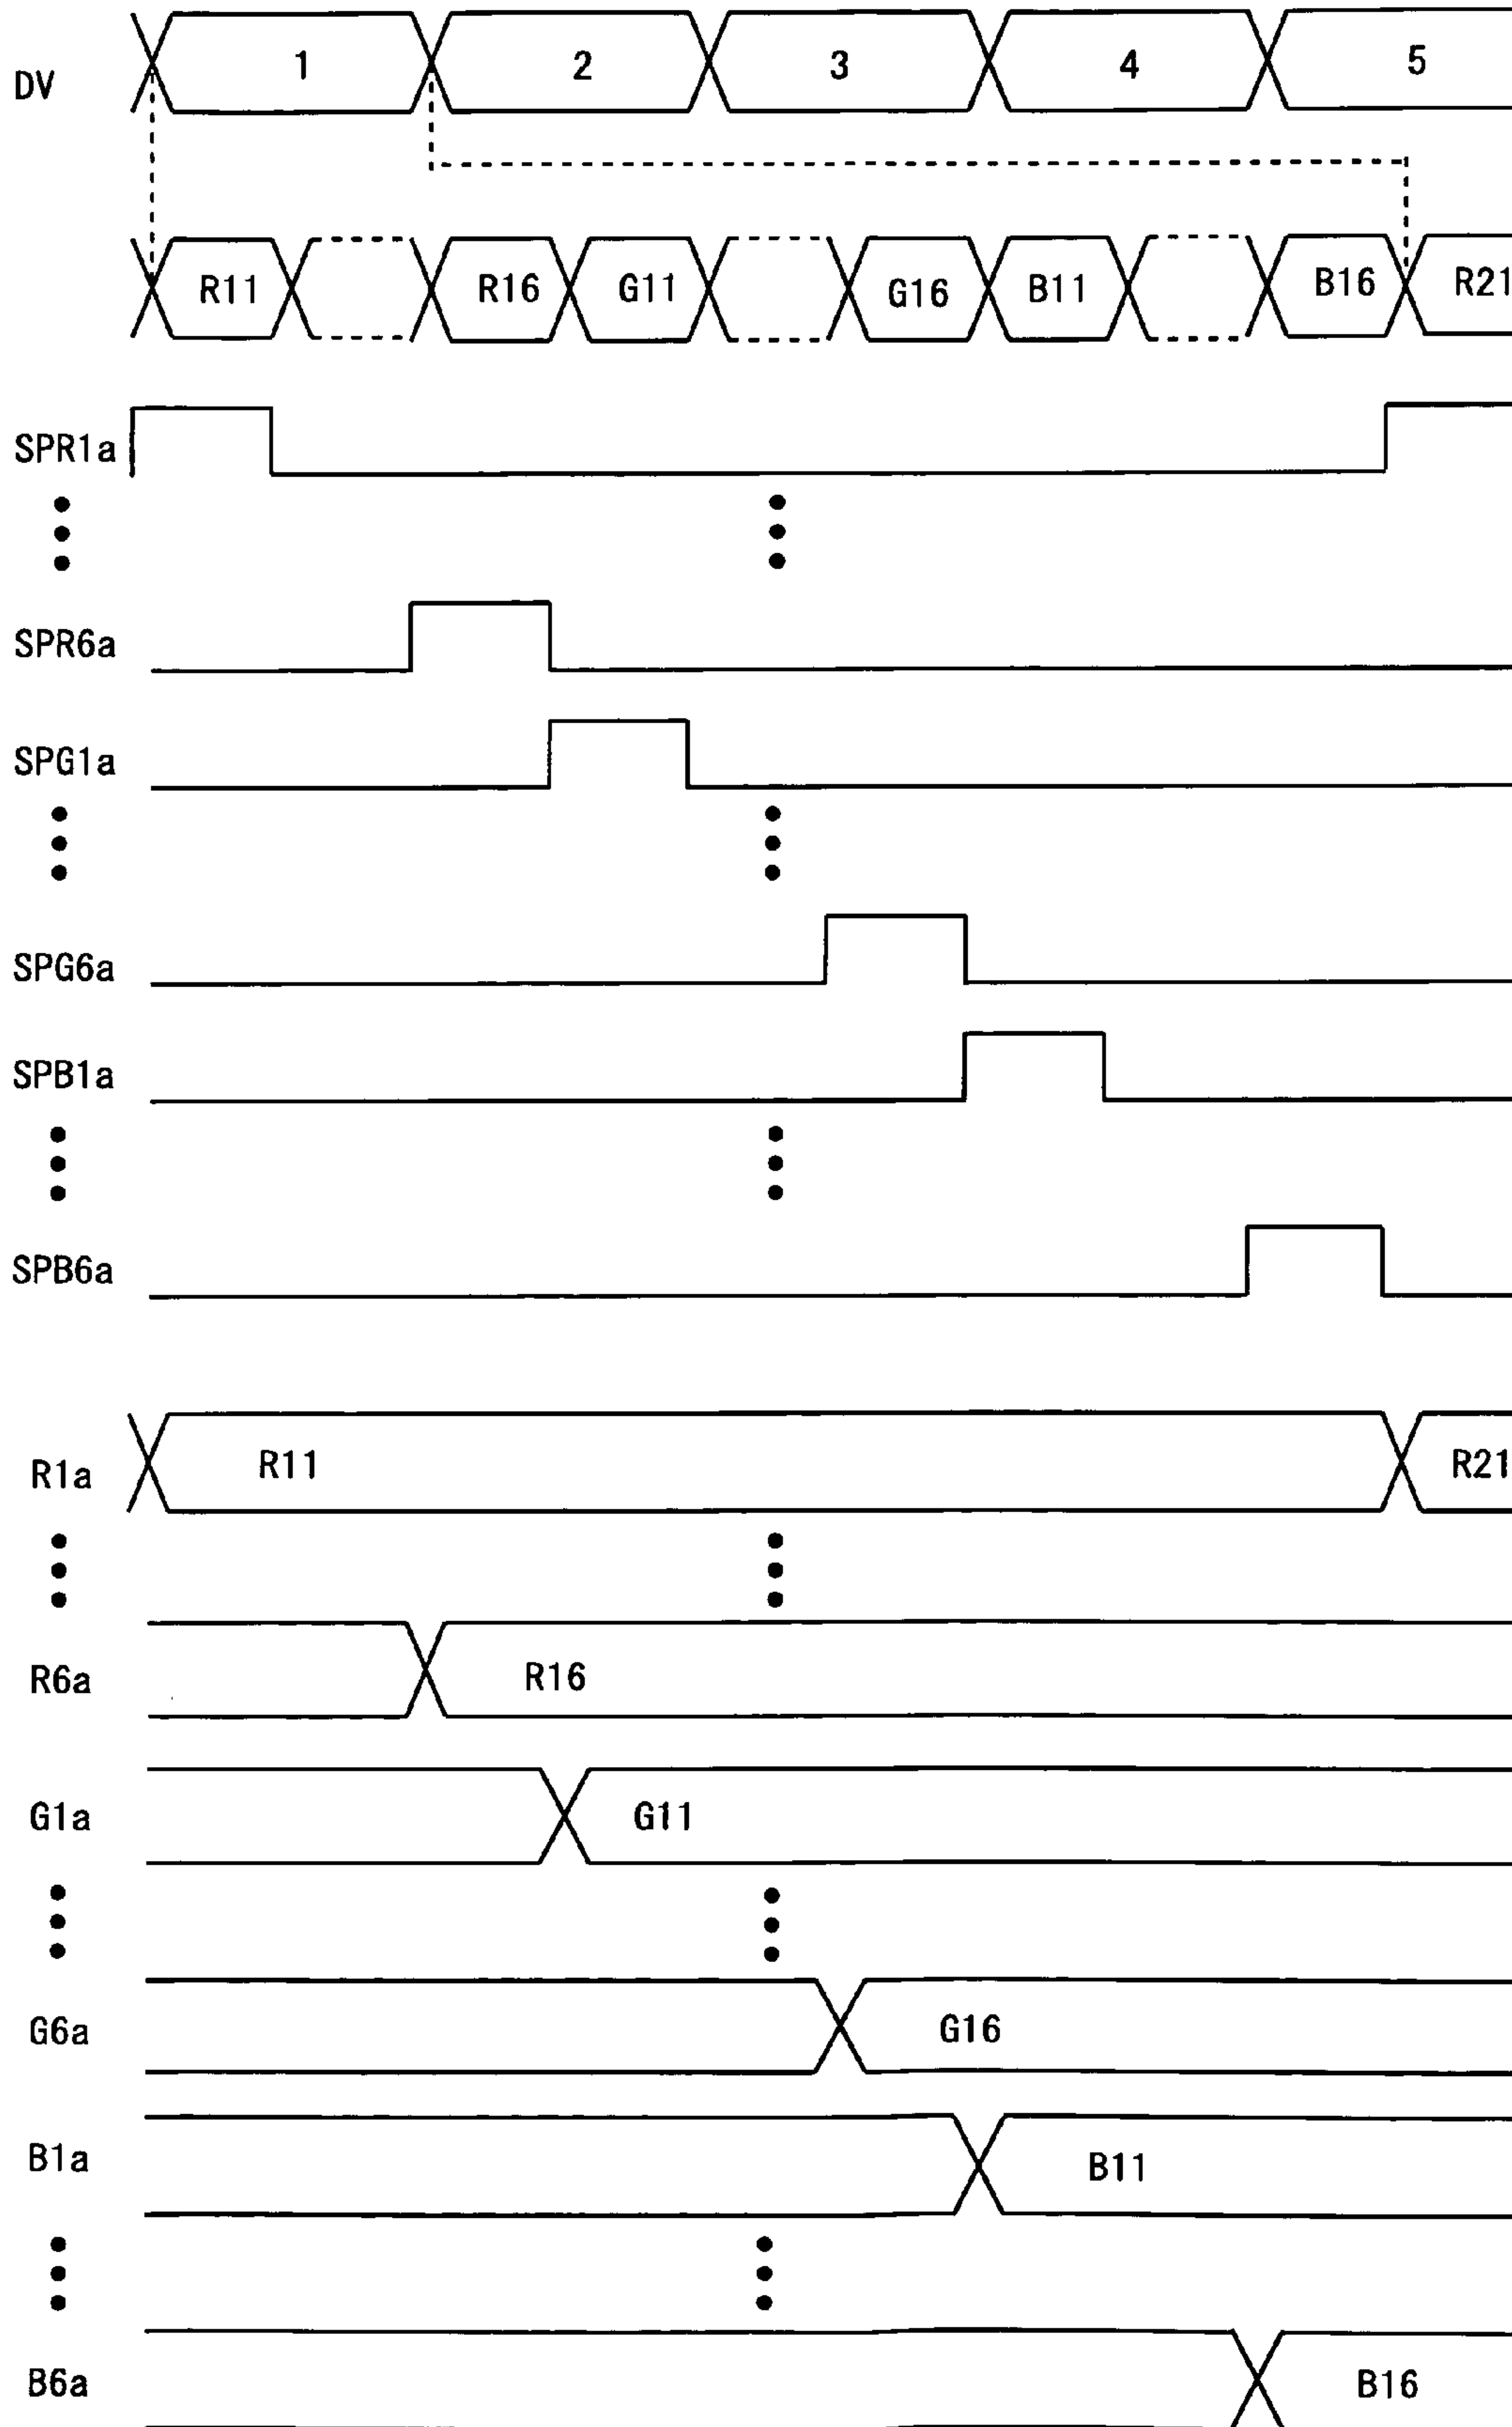 DV 1 2 3 4 5
R11 R16 G11 G16 B11 B16 R21
SPR1a
SPR6a
SPG1a
SPG6a
SPB1a
SPB6a
R1a R11 R21
R6a R16
G1a G11
G6a G16
B1a B11
B6a B16